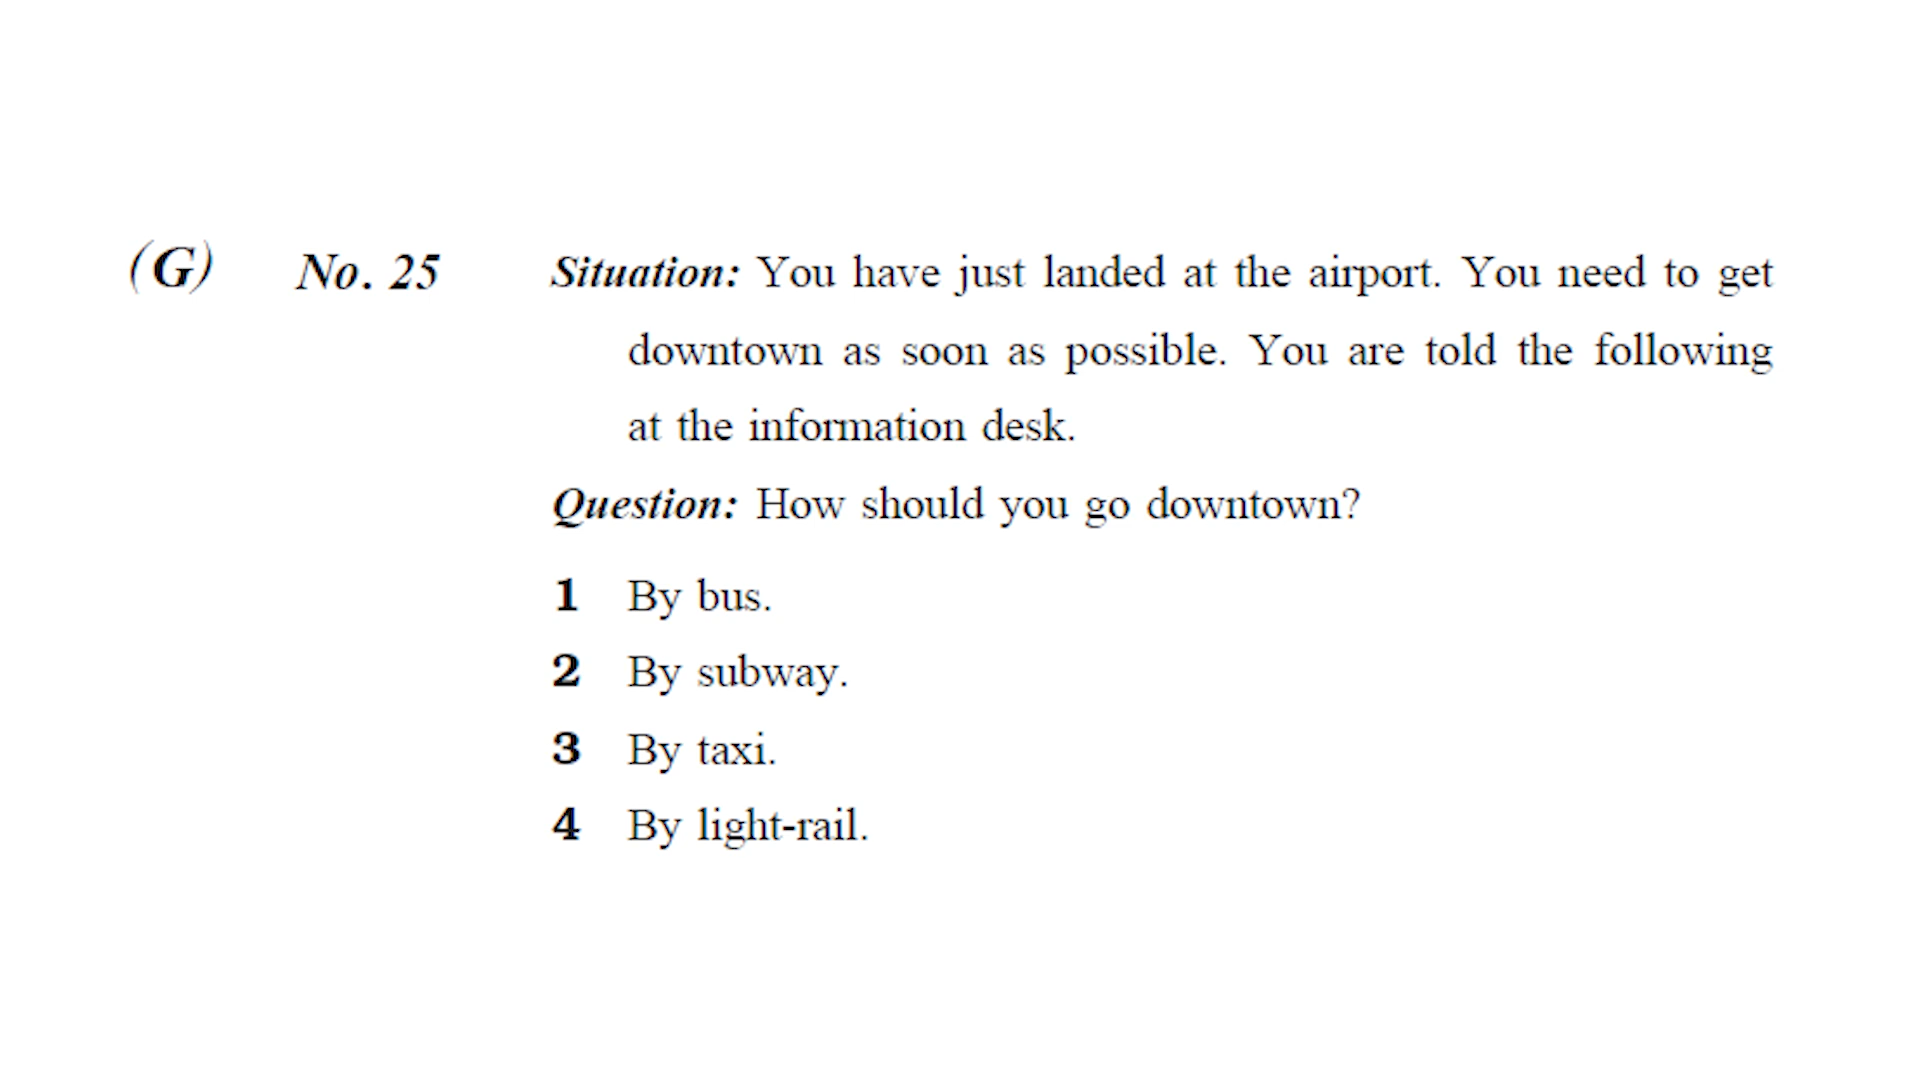 (G) No. 25 Situation: You have just landed at the airport. You need to get
downtown as soon as possible. You are told the following
at the information desk.
Question: How should you go downtown?
1 By bus.
2 By subway.
3 By taxi.
4 By light-rail.